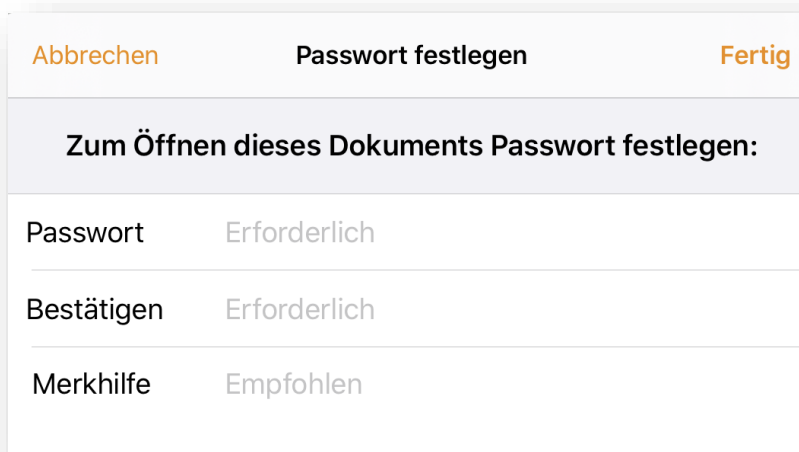 Abbrechen Passwort festlegen Fertig
Zum Öffnen dieses Dokuments Passwort festlegen:
Passwort Erforderlich
Bestätigen Erforderlich
Merkhilfe Empfohlen